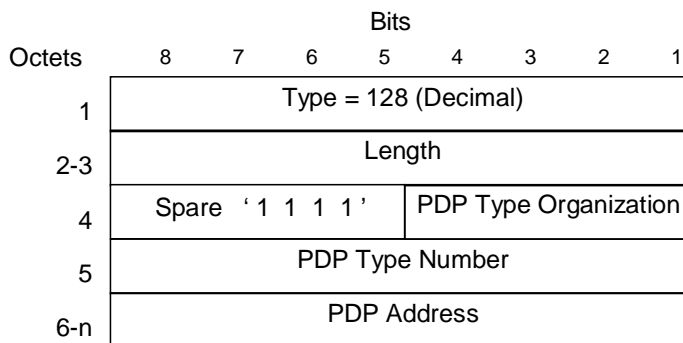 Bits
Octets 8 7 6 5 4 3 2 1
1 Type = 128 (Decimal)
2-3 Length
4 Spare ‘ 1 1 1 1 ’ PDP Type Organization
5 PDP Type Number
6-n PDP Address